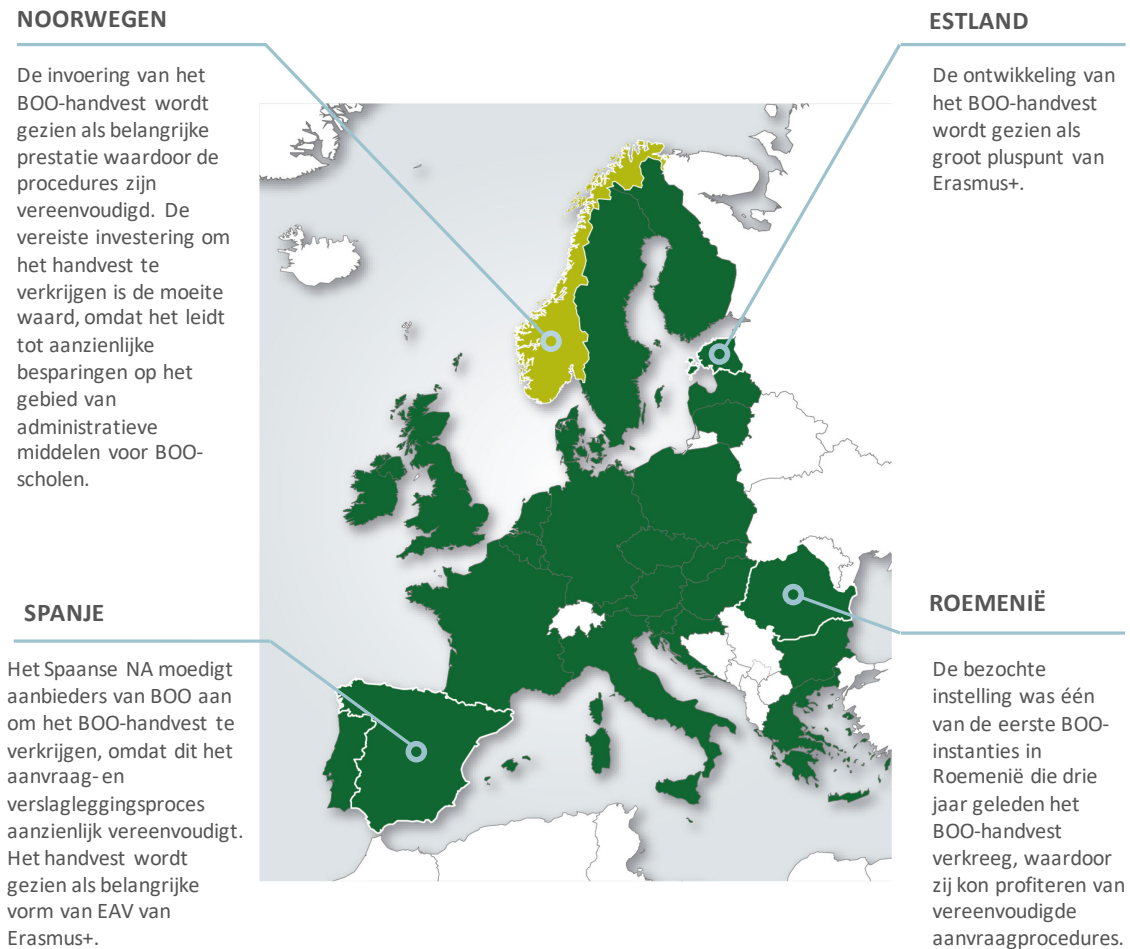 NOORWEGEN
De invoering van het
BOO-handvest wordt
gezien als belangrijke
prestatie waardoor de
procedures zijn
vereenvoudigd. De
vereiste investering om
het handvest te
verkrijgen is de moeite
waard, omdat het leidt
tot aanzienlijke
besparingen op het
gebied van
administratieve
middelen voor BOO-
scholen.
ESTLAND
De ontwikkeling van
het BOO-handvest
wordt gezien als
groot pluspunt van
Erasmus+.
SPANJE
Het Spaanse NA moedigt
aanbieders van BOO aan
om het BOO-handvest te
verkrijgen, omdat dit het
aanvraag- en
verslagleggingsproces
aanzienlijk vereenvoudigt.
Het handvest wordt
gezien als belangrijke
vorm van EAV van
Erasmus+.
ROEMENIË
De bezochte
instelling was één
van de eerste BOO-
instanties in
Roemenië die drie
jaar geleden het
BOO-handvest
verkreeg, waardoor
zij kon profiteren van
vereenvoudigde
aanvraagprocedures.